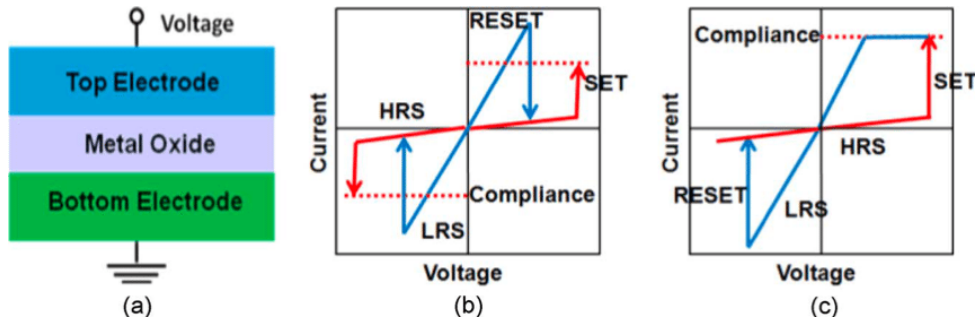 Voltage
Top Electrode
Metal Oxide
Bottom Electrode
(a)
RESET
SET
HRS
Current
Compliance
LRS
Voltage
(b)
Compliance
SET
Current
HRS
RESET
LRS
Voltage
(c)